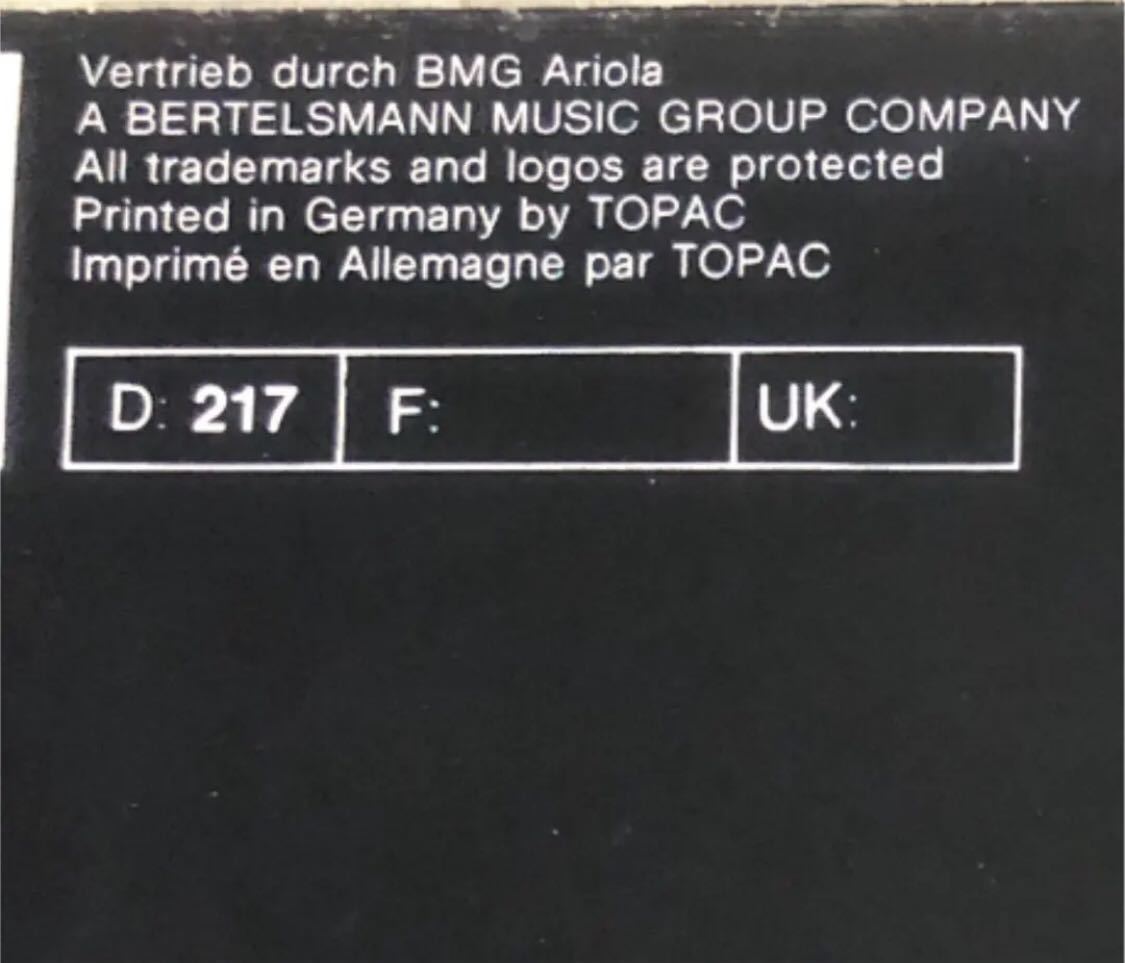 Vertrieb durch BMG Ariola
A BERTELSMANN MUSIC GROUP COMPANY
All trademarks and logos are protected
Printed in Germany by TOPAC
Imprimé en Allemagne par TOPAC
D: 217 F: UK: